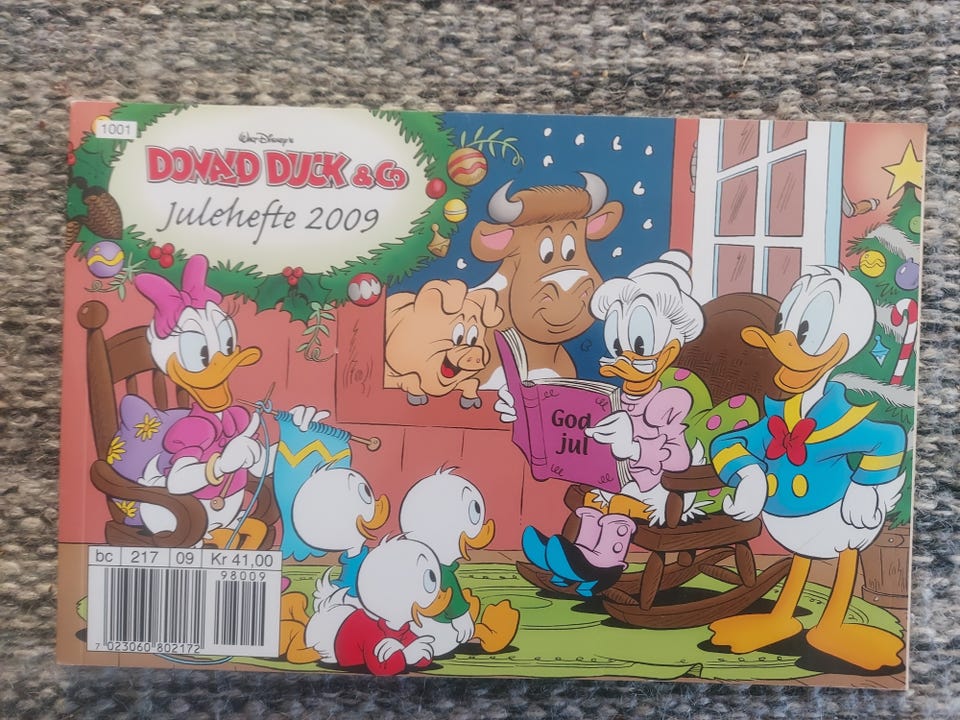 1001
Walt Disney's
DONALD DUCK & CO
Julehefte 2009
God
jul
bc 217 09 Kr 41,00
98009
7 023060 802172